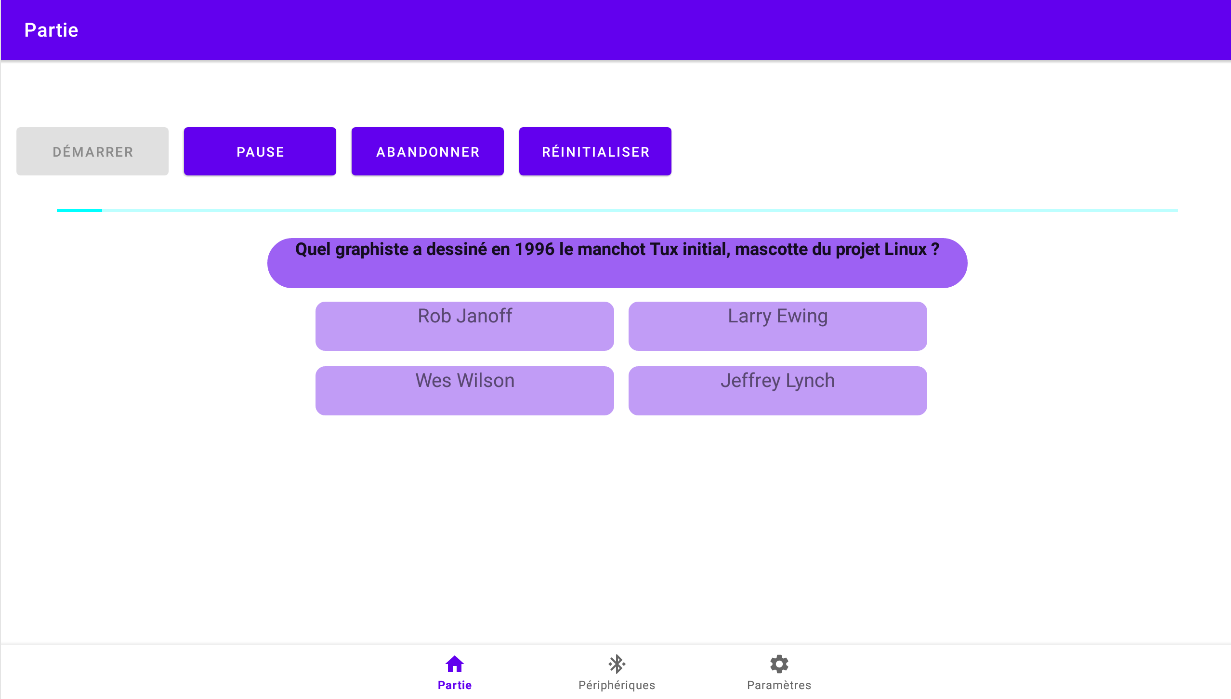 Partie
DÉMARRER
PAUSE
ABANDONNER
RÉINITIALISER
Quel graphiste a dessiné en 1996 le manchot Tux initial, mascotte du projet Linux ?
Rob Janoff
Larry Ewing
Wes Wilson
Jeffrey Lynch
Partie
Périphériques
Paramètres